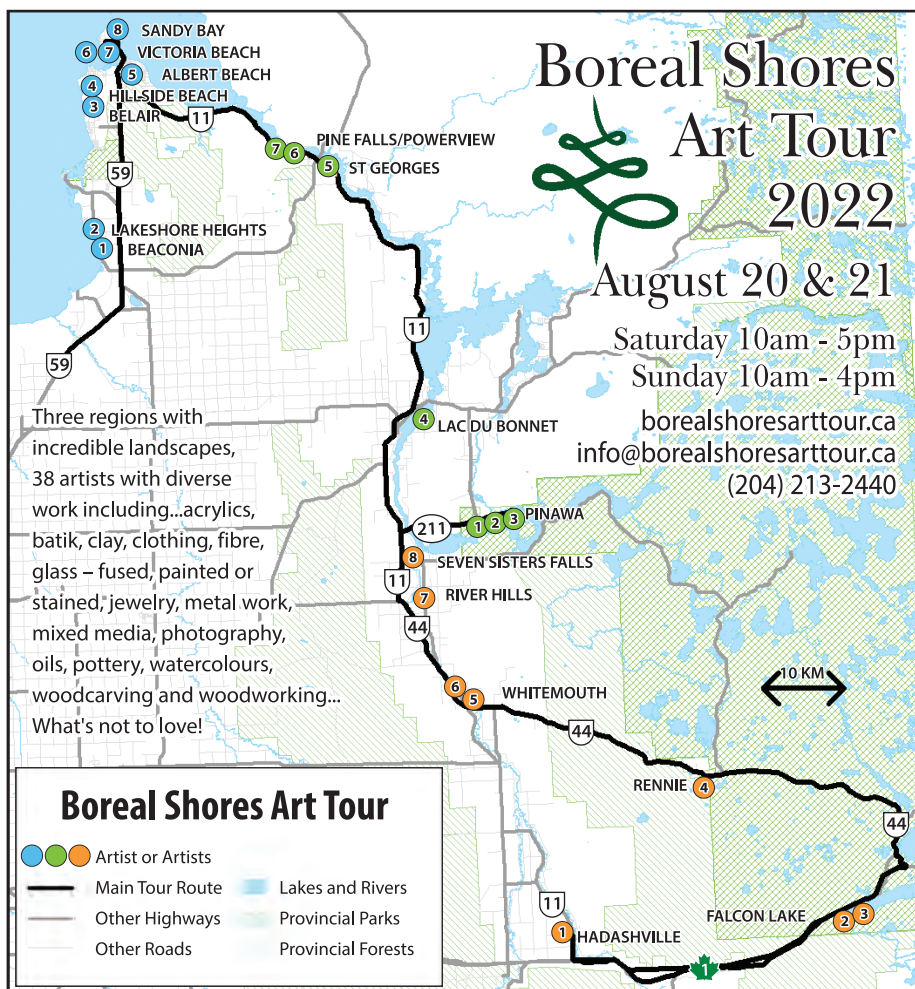 Boreal Shores
Art Tour
2022
August 20 & 21
Saturday 10am - 5pm
Sunday 10am - 4pm
borealshoresarttour.ca
info@borealshoresarttour.ca
(204) 213-2440
8 SANDY BAY
6 7 VICTORIA BEACH
5 ALBERT BEACH
4 HILLSIDE BEACH
3 BELAIR
11
59
PINE FALLS/POWERVIEW
7 6
5 ST GEORGES
2 LAKESHORE HEIGHTS
1 BEACONIA
11
59
4 LAC DU BONNET
211
1 2 3 PINAWA
8 SEVEN SISTERS FALLS
11
7 RIVER HILLS
44
6 5 WHITEMOUTH
44
10 KM
RENNIE 4
44
FALCON LAKE 2 3
11
1 HADASHVILLE
1
Three regions with
incredible landscapes,
38 artists with diverse
work including...acrylics,
batik, clay, clothing, fibre,
glass – fused, painted or
stained, jewelry, metal work,
mixed media, photography,
oils, pottery, watercolours,
woodcarving and woodworking...
What's not to love!
Boreal Shores Art Tour
Artist or Artists
Main Tour Route
Other Highways
Other Roads
Lakes and Rivers
Provincial Parks
Provincial Forests